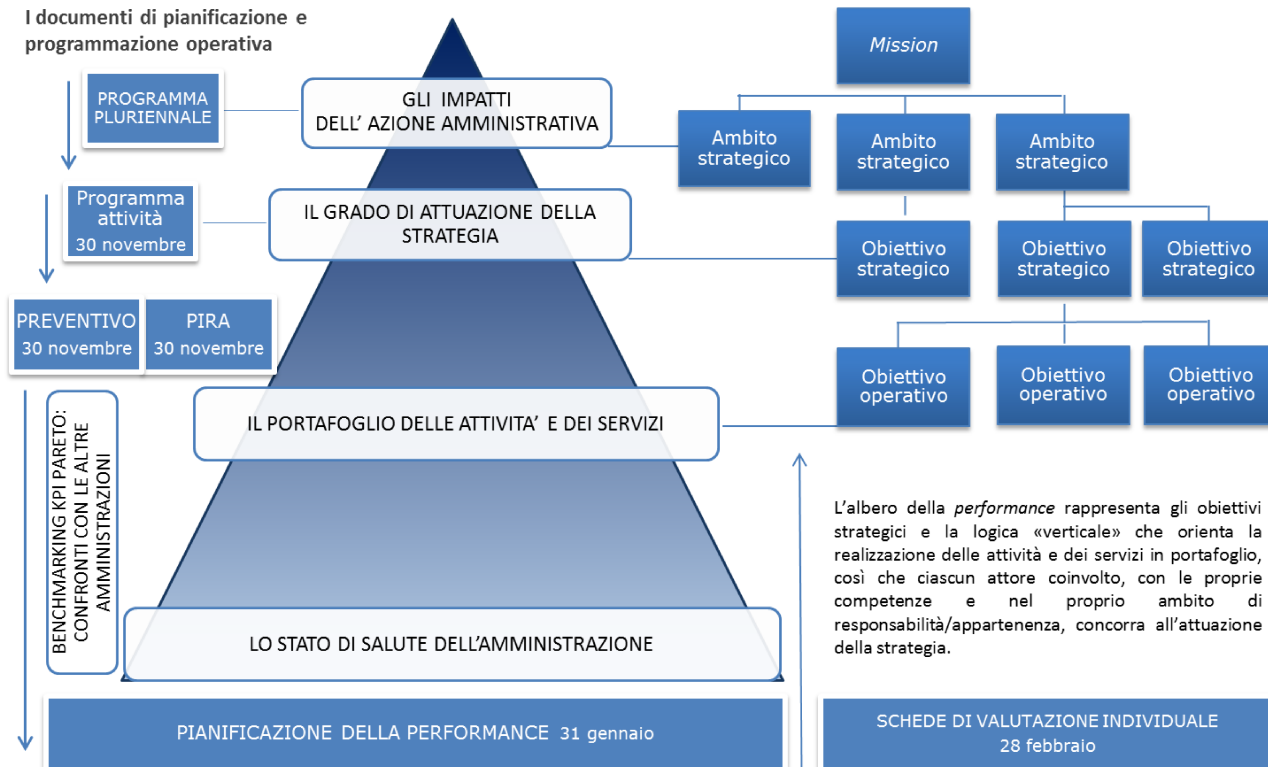 I documenti di pianificazione e
programmazione operativa
PROGRAMMA
PLURIENNALE
Programma
attività
30 novembre
PREVENTIVO
30 novembre
PIRA
30 novembre
BENCHMARKING KPI PARETO:
CONFRONTI CON LE ALTRE
AMMINISTRAZIONI
GLI IMPATTI
DELL’ AZIONE AMMINISTRATIVA
IL GRADO DI ATTUAZIONE DELLA
STRATEGIA
IL PORTAFOGLIO DELLE ATTIVITA’ E DEI SERVIZI
LO STATO DI SALUTE DELL’AMMINISTRAZIONE
Mission
Ambito
strategico
Ambito
strategico
Ambito
strategico
Obiettivo
strategico
Obiettivo
strategico
Obiettivo
strategico
Obiettivo
operativo
Obiettivo
operativo
Obiettivo
operativo
L’albero della performance rappresenta gli obiettivi
strategici e la logica «verticale» che orienta la
realizzazione delle attività e dei servizi in portafoglio,
così che ciascun attore coinvolto, con le proprie
competenze e nel proprio ambito di
responsabilità/appartenenza, concorra all’attuazione
della strategia.
PIANIFICAZIONE DELLA PERFORMANCE 31 gennaio
SCHEDE DI VALUTAZIONE INDIVIDUALE
28 febbraio